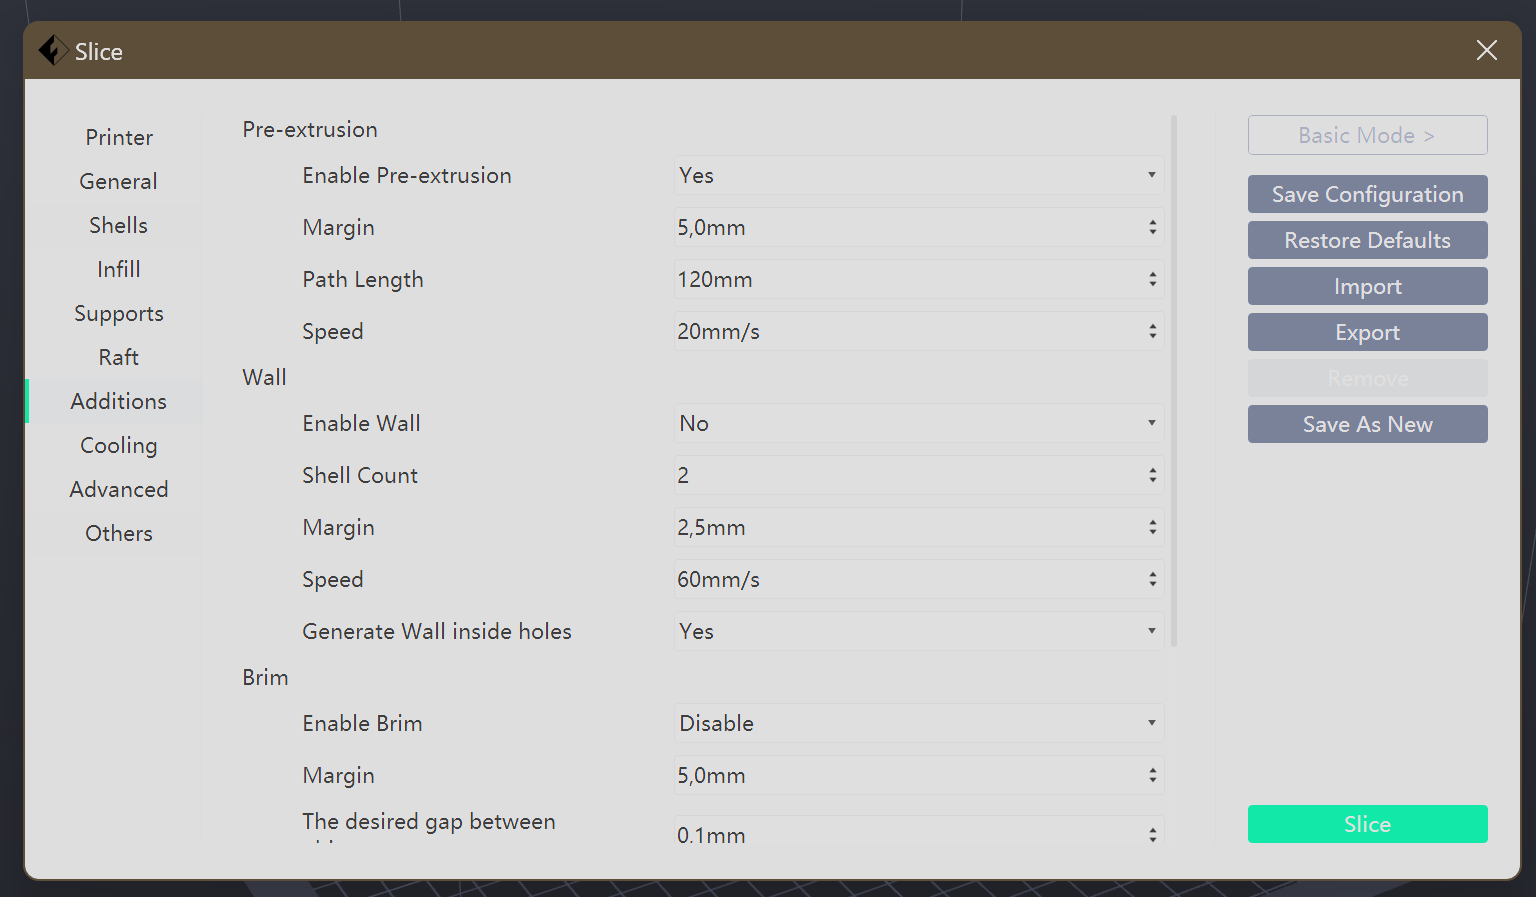 Slice
Printer
General
Shells
Infill
Supports
Raft
Additions
Cooling
Advanced
Others
Pre-extrusion
Enable Pre-extrusion Yes
Margin 5,0mm
Path Length 120mm
Speed 20mm/s
Wall
Enable Wall No
Shell Count 2
Margin 2,5mm
Speed 60mm/s
Generate Wall inside holes Yes
Brim
Enable Brim Disable
Margin 5,0mm
The desired gap between 0,1mm
Basic Mode >
Save Configuration
Restore Defaults
Import
Export
Remove
Save As New
Slice